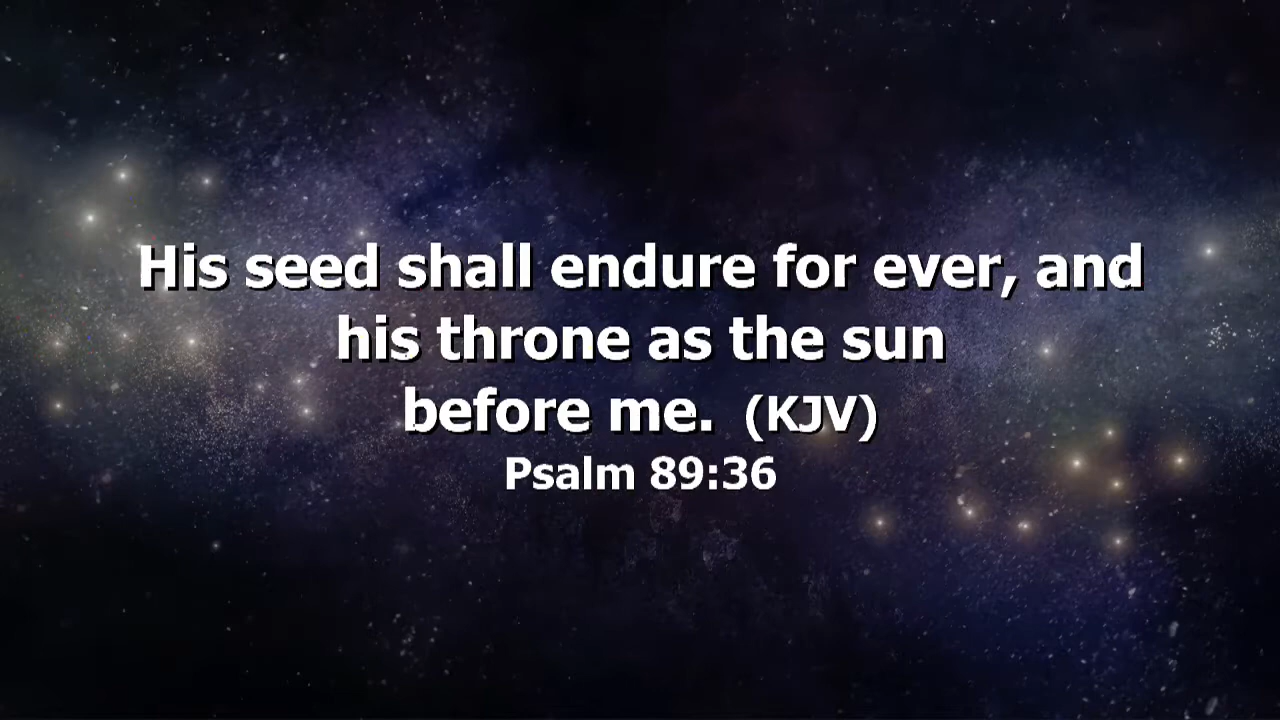 His seed shall endure for ever, and
his throne as the sun
before me. (KJV)
Psalm 89:36